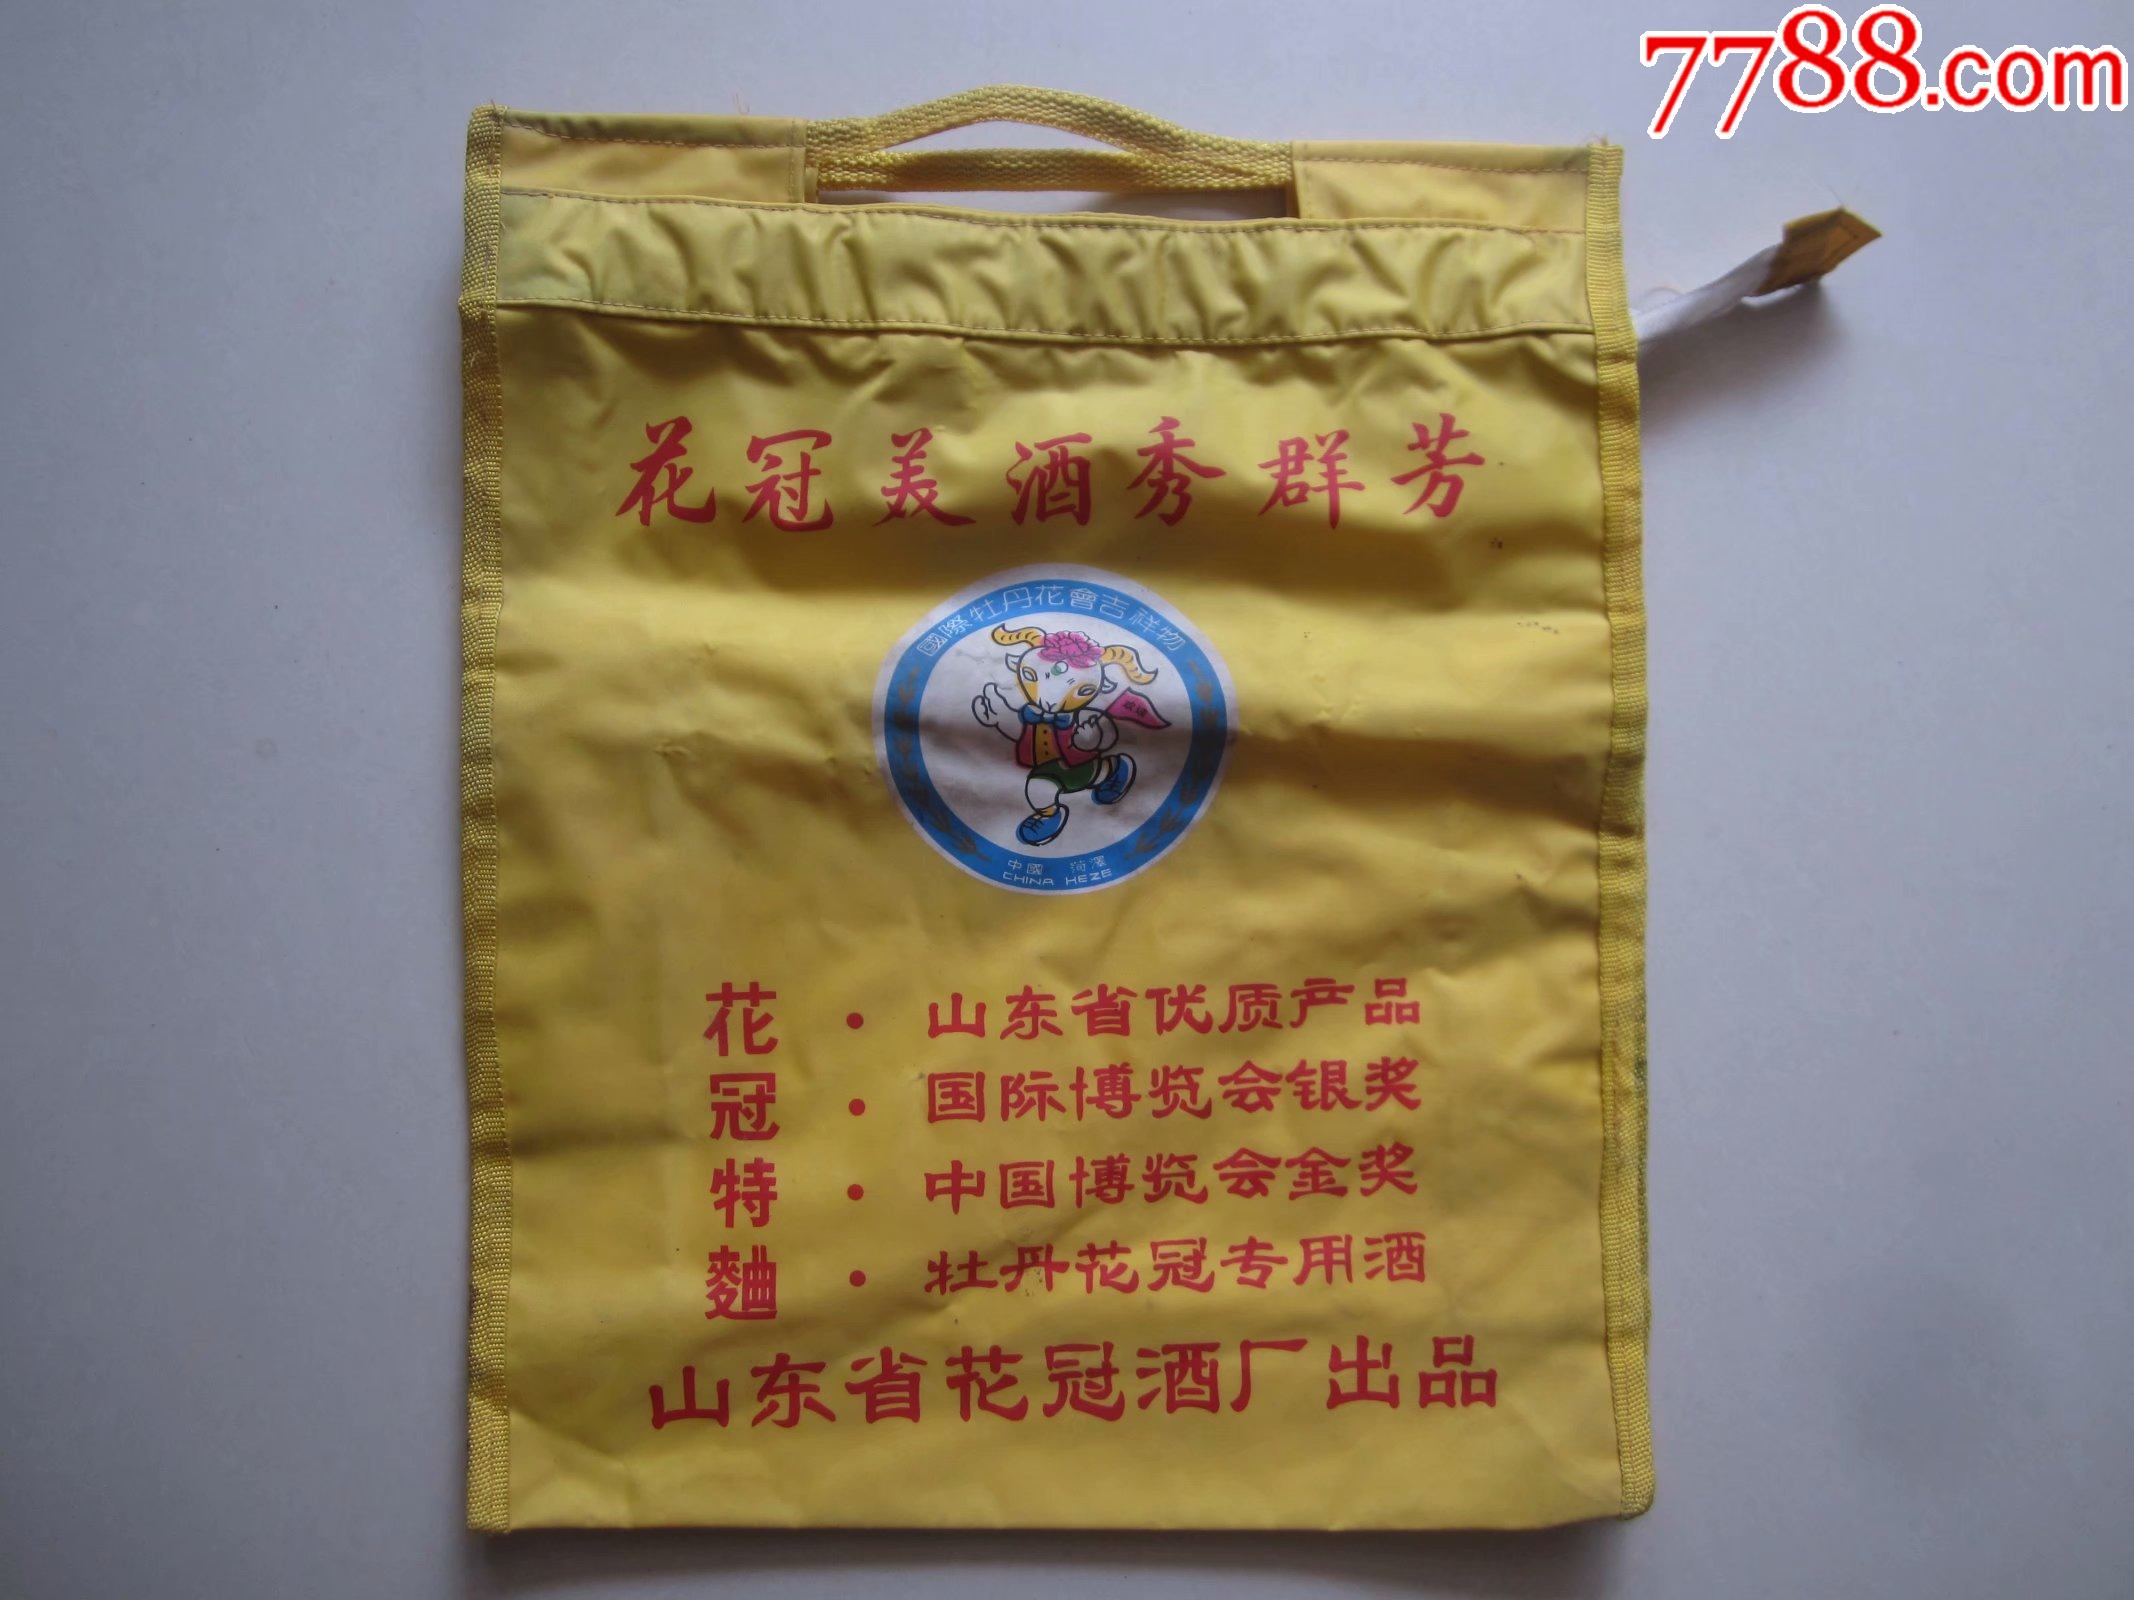 7788.com
花冠美酒秀群芳
國際牡丹花會吉祥物
中國 菏澤
CHINA HEZE
花冠特麯
·山东省优质产品
·国际博览会银奖
·中国博览会金奖
·牡丹花冠专用酒
山东省花冠酒厂出品